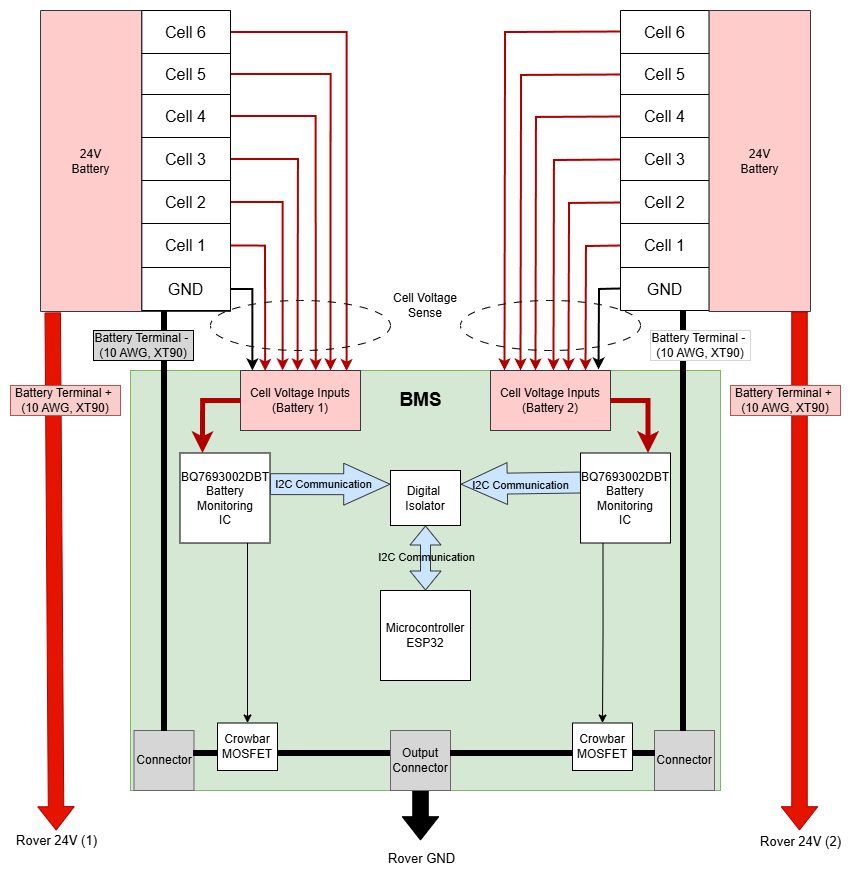 Cell 6
Cell 5
Cell 4
Cell 3
Cell 2
Cell 1
GND
24V
Battery
Cell 6
Cell 5
Cell 4
Cell 3
Cell 2
Cell 1
GND
24V
Battery
Cell Voltage
Sense
Battery Terminal -
(10 AWG, XT90)
Battery Terminal -
(10 AWG, XT90)
Battery Terminal +
(10 AWG, XT90)
Battery Terminal +
(10 AWG, XT90)
Cell Voltage Inputs
(Battery 1)
BMS
Cell Voltage Inputs
(Battery 2)
BQ7693002DBT
Battery
Monitoring
IC
I2C Communication
Digital
Isolator
I2C Communication
BQ7693002DBT
Battery
Monitoring
IC
I2C Communication
Microcontroller
ESP32
Connector
Crowbar
MOSFET
Output
Connector
Crowbar
MOSFET
Connector
Rover 24V (1)
Rover GND
Rover 24V (2)